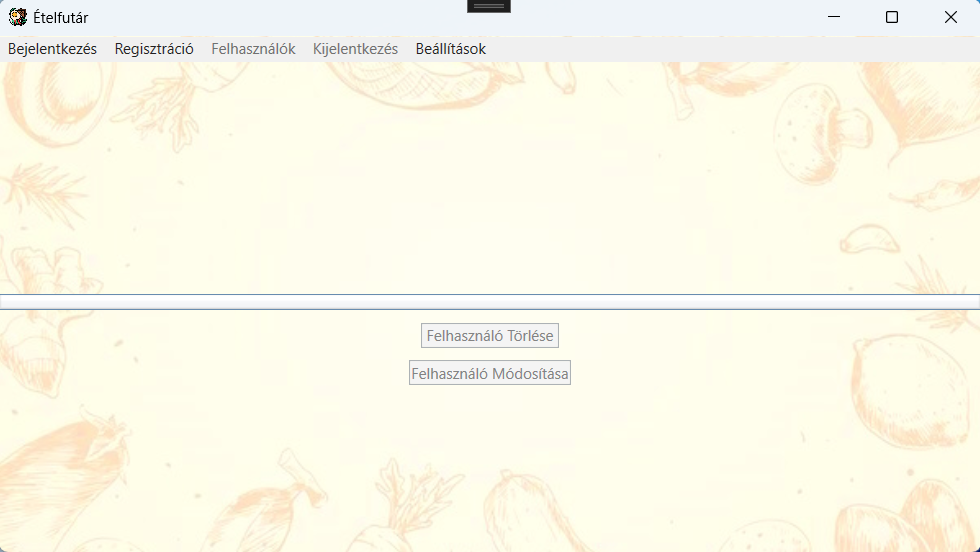 Ételfutár
Bejelentkezés Regisztráció Felhasználók Kijelentkezés Beállítások
Felhasználó Törlése
Felhasználó Módosítása